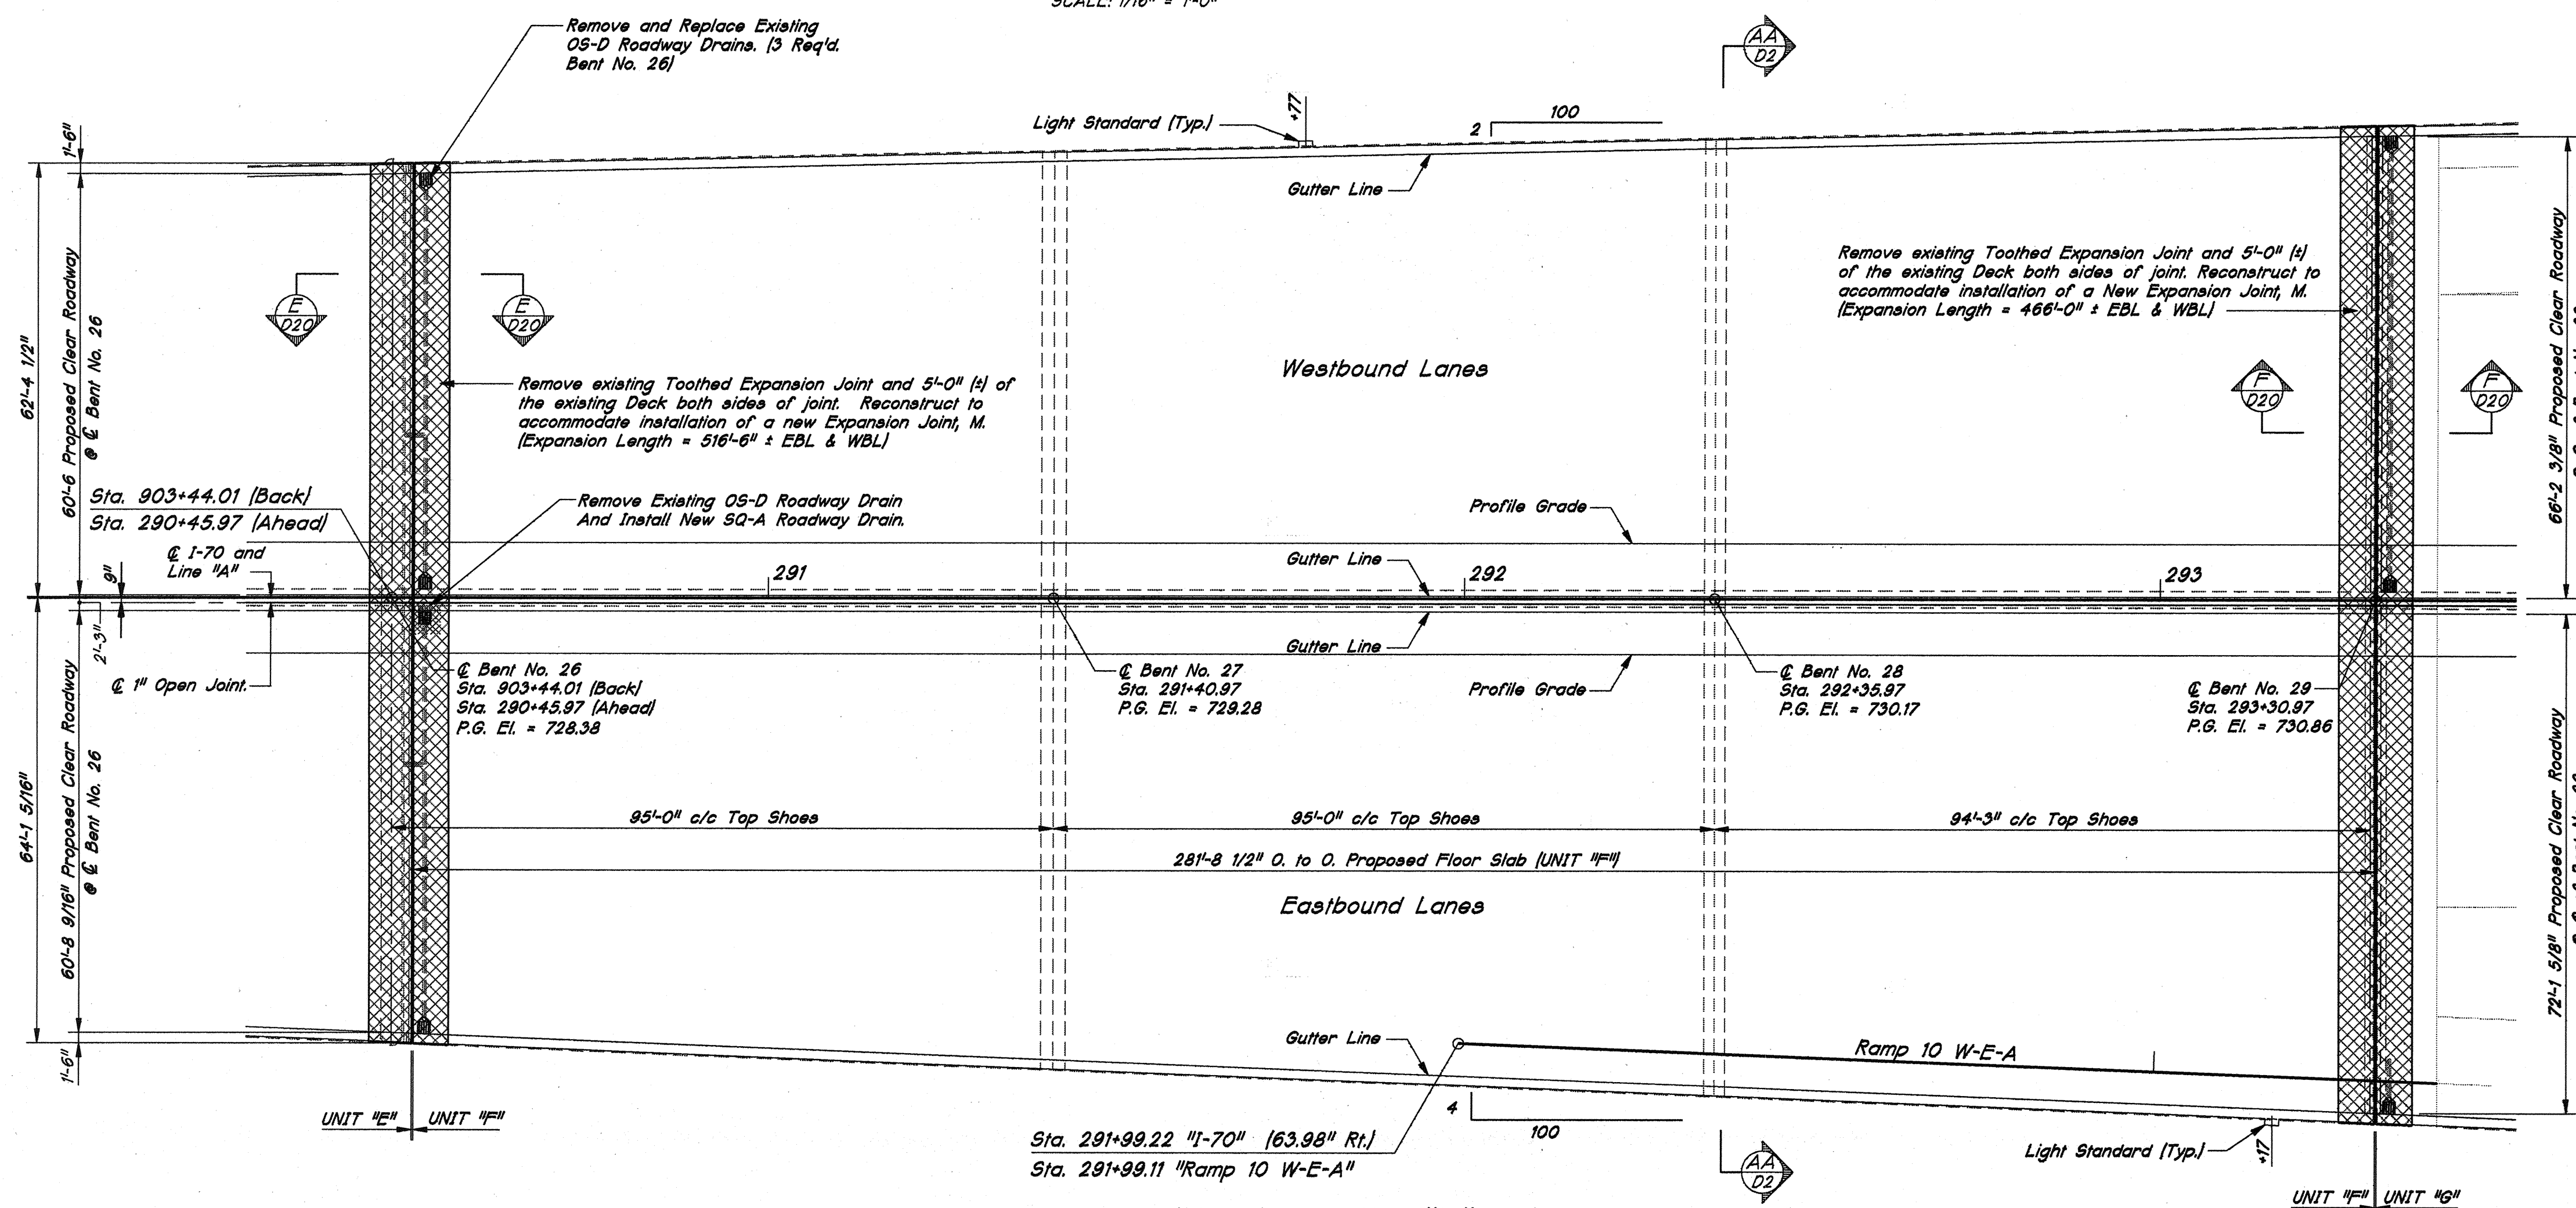 SCALE: 1/16" = 1'-0"
Remove and Replace Existing
OS-D Roadway Drains. (3 Req'd.
Bent No. 26)
AA
D2
Light Standard (Typ.)
+77
2
100
Gutter Line
1'-6"
62'-4 1/2"
60'-6 Proposed Clear Roadway
@ ℄ Bent No. 26
E
D20
E
D20
Remove existing Toothed Expansion Joint and 5'-0" (±) of
the existing Deck both sides of joint. Reconstruct to
accommodate installation of a new Expansion Joint, M.
(Expansion Length = 516'-6" ± EBL & WBL)
Westbound Lanes
Remove existing Toothed Expansion Joint and 5'-0" (±)
of the existing Deck both sides of joint. Reconstruct to
accommodate installation of a New Expansion Joint, M.
(Expansion Length = 466'-0" ± EBL & WBL)
F
D20
F
D20
66'-2 3/8" Proposed Clear Roadway
Sta. 903+44.01 (Back)
Sta. 290+45.97 (Ahead)
Remove Existing OS-D Roadway Drain
And Install New SQ-A Roadway Drain.
Profile Grade
℄ I-70 and
Line "A"
9"
Gutter Line
291
292
293
2'-3"
℄ 1" Open Joint.
Gutter Line
Profile Grade
℄ Bent No. 26
Sta. 903+44.01 (Back)
Sta. 290+45.97 (Ahead)
P.G. El. = 728.38
℄ Bent No. 27
Sta. 291+40.97
P.G. El. = 729.28
℄ Bent No. 28
Sta. 292+35.97
P.G. El. = 730.17
℄ Bent No. 29
Sta. 293+30.97
P.G. El. = 730.86
64'-1 5/16"
60'-8 9/16" Proposed Clear Roadway
@ ℄ Bent No. 26
72'-1 5/8" Proposed Clear Roadway
95'-0" c/c Top Shoes
95'-0" c/c Top Shoes
94'-3" c/c Top Shoes
281'-8 1/2" O. to O. Proposed Floor Slab (UNIT "F")
Eastbound Lanes
Gutter Line
Ramp 10 W-E-A
1'-6"
UNIT "E"
UNIT "F"
4
100
Sta. 291+99.22 "I-70" (63.98" Rt.)
Sta. 291+99.11 "Ramp 10 W-E-A"
AA
D2
Light Standard (Typ.)
+17
UNIT "F"
UNIT "G"